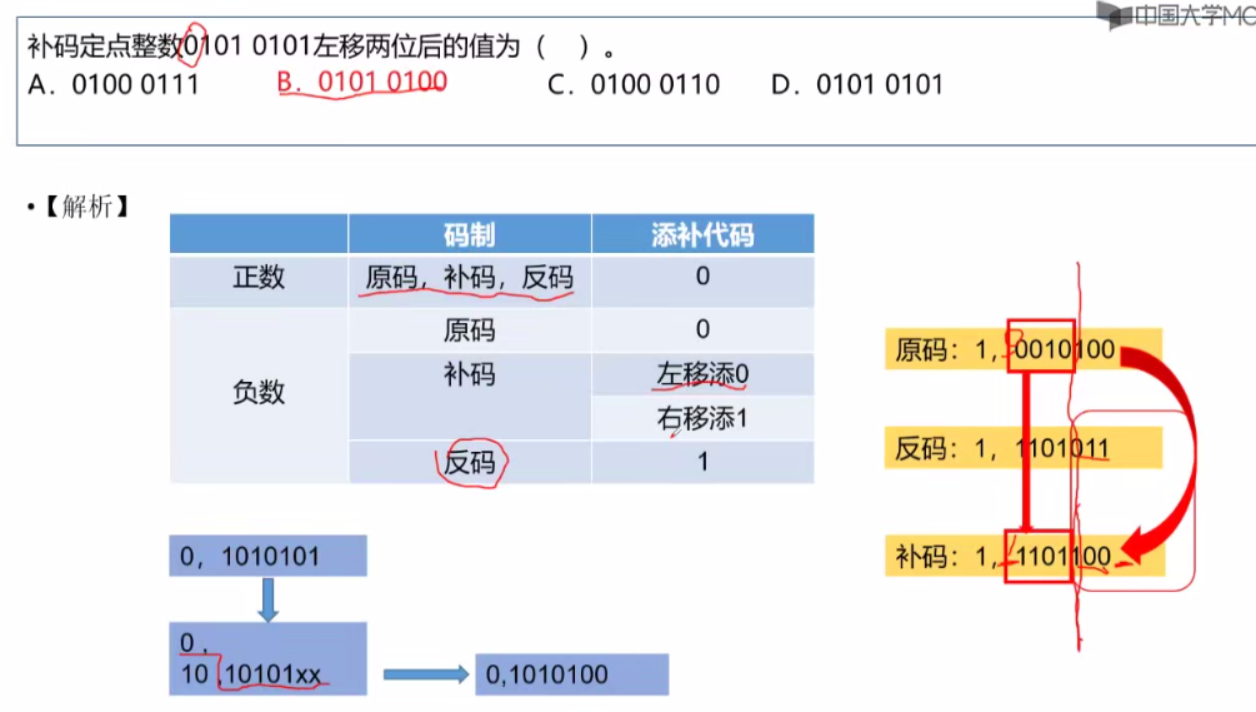 中国大学MO
补码定点整数0101 0101左移两位后的值为（ ）。
A．0100 0111 B．0101 0100 C．0100 0110 D．0101 0101
•【解析】
码制 添补代码
正数 原码，补码，反码 0
负数 原码 0
补码 左移添0
右移添1
反码 1
原码：1，0010100
反码：1，1101011
补码：1，1101100
0，1010101
0，
10 ,10101xx
0,1010100